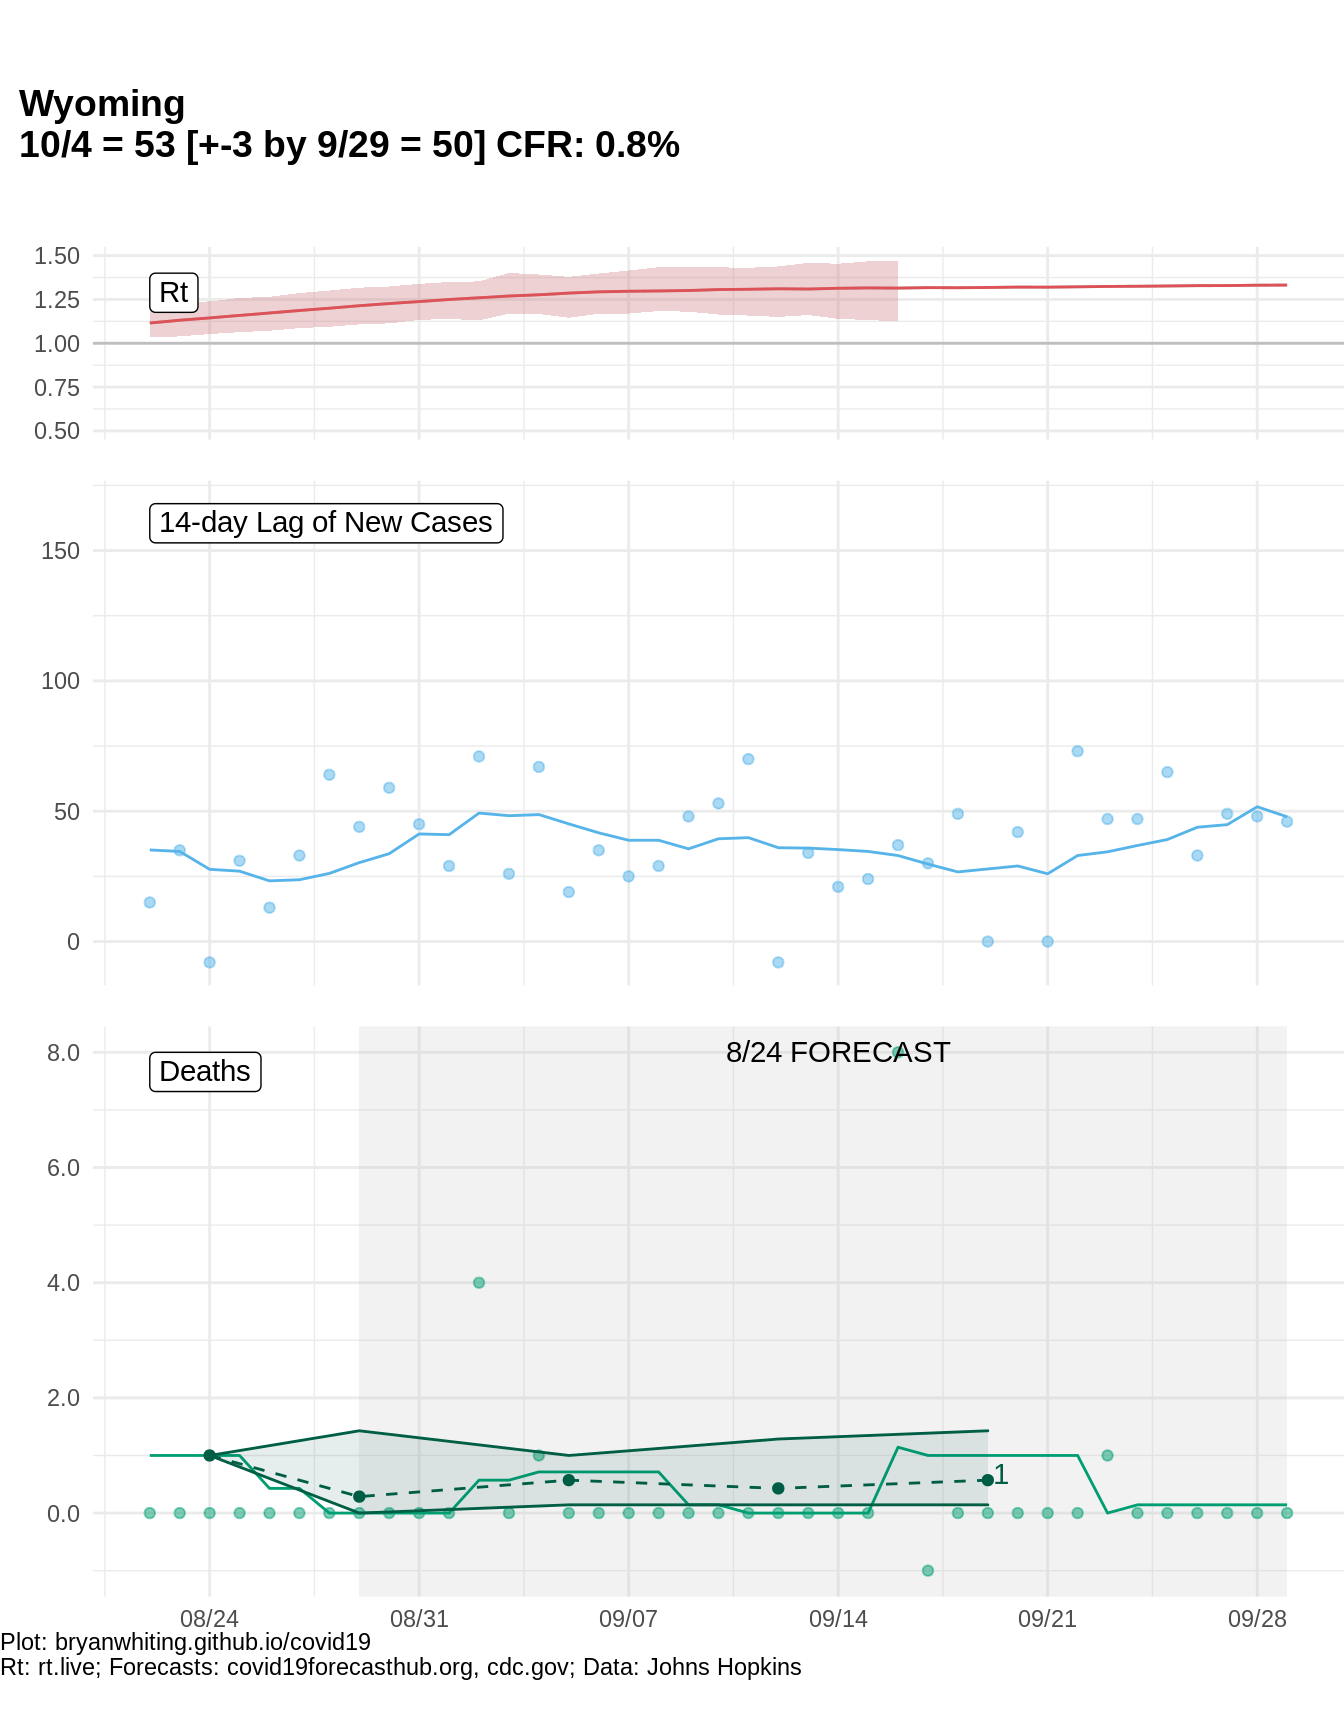 Wyoming
10/4 = 53 [+-3 by 9/29 = 50] CFR: 0.8%
1.50
1.25
1.00
0.75
0.50
Rt
14-day Lag of New Cases
150
100
50
0
8.0
6.0
4.0
2.0
0.0
Deaths
8/24 FORECAST
1
08/24 08/31 09/07 09/14 09/21 09/28
Plot: bryanwhiting.github.io/covid19
Rt: rt.live; Forecasts: covid19forecasthub.org, cdc.gov; Data: Johns Hopkins